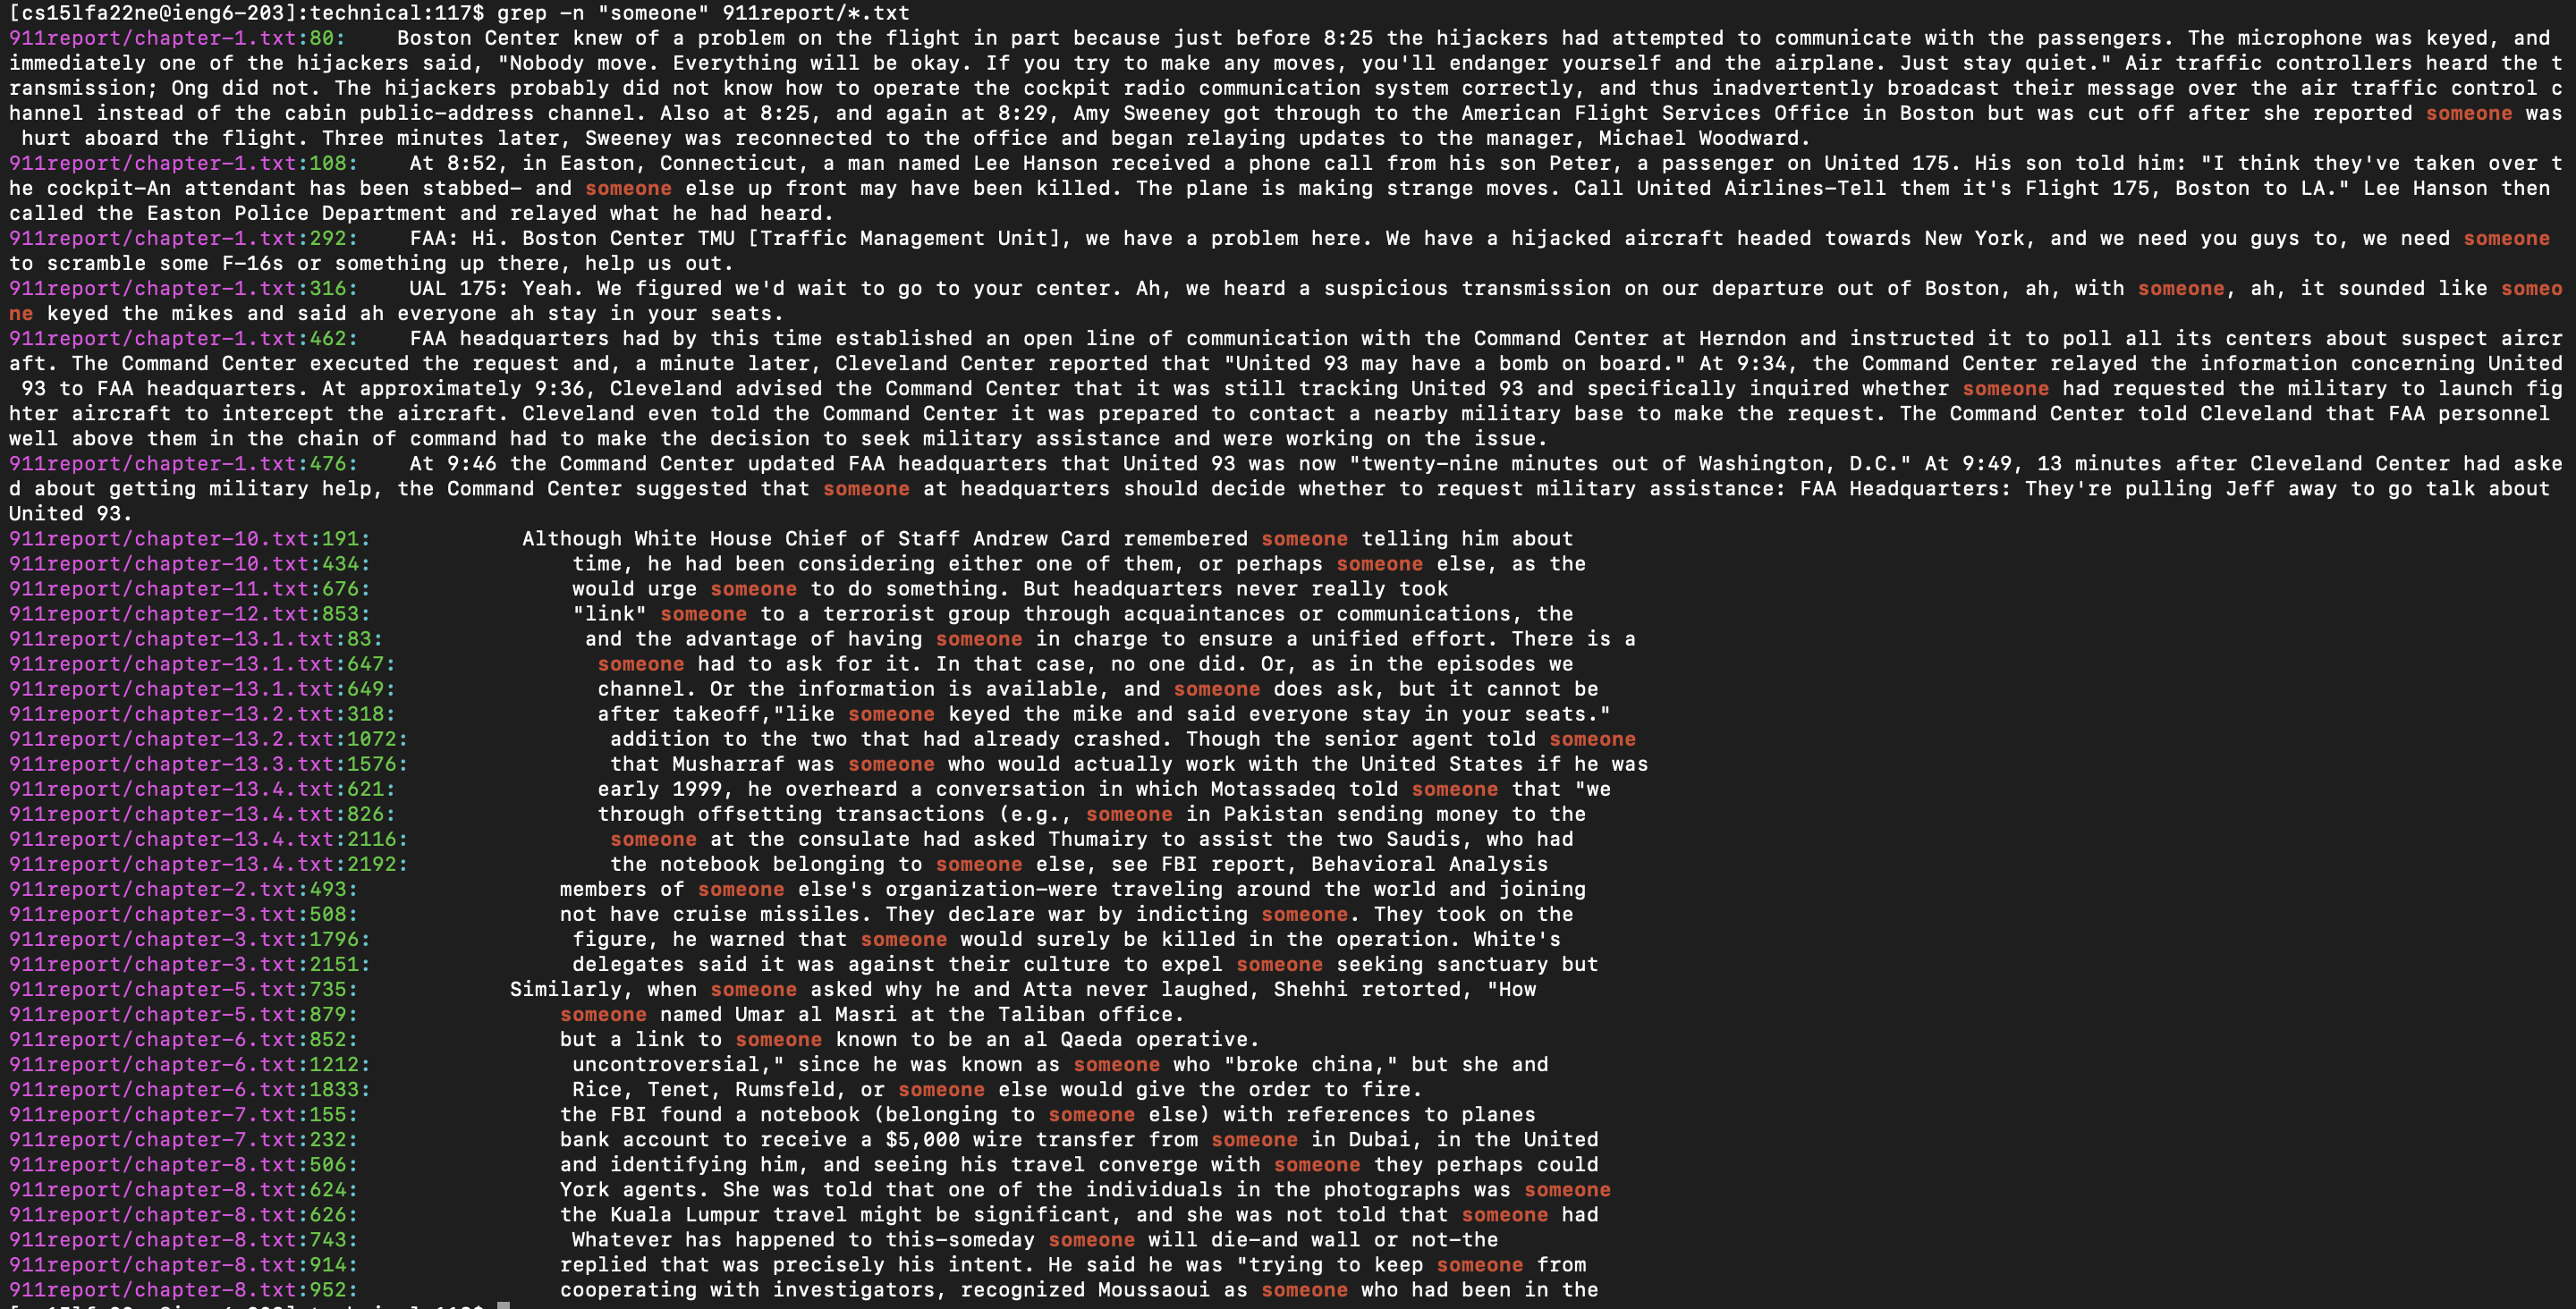 [cs15lfa22ne@ieng6-203]:technical:117$ grep -n "someone" 911report/*.txt
911report/chapter-1.txt:80:    Boston Center knew of a problem on the flight in part because just before 8:25 the hijackers had attempted to communicate with the passengers. The microphone was keyed, and
immediately one of the hijackers said, "Nobody move. Everything will be okay. If you try to make any moves, you'll endanger yourself and the airplane. Just stay quiet." Air traffic controllers heard the t
ransmission; Ong did not. The hijackers probably did not know how to operate the cockpit radio communication system correctly, and thus inadvertently broadcast their message over the air traffic control c
hannel instead of the cabin public-address channel. Also at 8:25, and again at 8:29, Amy Sweeney got through to the American Flight Services Office in Boston but was cut off after she reported someone was
 hurt aboard the flight. Three minutes later, Sweeney was reconnected to the office and began relaying updates to the manager, Michael Woodward.
911report/chapter-1.txt:108:    At 8:52, in Easton, Connecticut, a man named Lee Hanson received a phone call from his son Peter, a passenger on United 175. His son told him: "I think they've taken over t
he cockpit-An attendant has been stabbed- and someone else up front may have been killed. The plane is making strange moves. Call United Airlines-Tell them it's Flight 175, Boston to LA." Lee Hanson then
called the Easton Police Department and relayed what he had heard.
911report/chapter-1.txt:292:    FAA: Hi. Boston Center TMU [Traffic Management Unit], we have a problem here. We have a hijacked aircraft headed towards New York, and we need you guys to, we need someone
to scramble some F-16s or something up there, help us out.
911report/chapter-1.txt:316:    UAL 175: Yeah. We figured we'd wait to go to your center. Ah, we heard a suspicious transmission on our departure out of Boston, ah, with someone, ah, it sounded like someo
ne keyed the mikes and said ah everyone ah stay in your seats.
911report/chapter-1.txt:462:    FAA headquarters had by this time established an open line of communication with the Command Center at Herndon and instructed it to poll all its centers about suspect aircr
aft. The Command Center executed the request and, a minute later, Cleveland Center reported that "United 93 may have a bomb on board." At 9:34, the Command Center relayed the information concerning United
 93 to FAA headquarters. At approximately 9:36, Cleveland advised the Command Center that it was still tracking United 93 and specifically inquired whether someone had requested the military to launch fig
hter aircraft to intercept the aircraft. Cleveland even told the Command Center it was prepared to contact a nearby military base to make the request. The Command Center told Cleveland that FAA personnel
well above them in the chain of command had to make the decision to seek military assistance and were working on the issue.
911report/chapter-1.txt:476:    At 9:46 the Command Center updated FAA headquarters that United 93 was now "twenty-nine minutes out of Washington, D.C." At 9:49, 13 minutes after Cleveland Center had aske
d about getting military help, the Command Center suggested that someone at headquarters should decide whether to request military assistance: FAA Headquarters: They're pulling Jeff away to go talk about
United 93.
911report/chapter-10.txt:191:            Although White House Chief of Staff Andrew Card remembered someone telling him about
911report/chapter-10.txt:434:                time, he had been considering either one of them, or perhaps someone else, as the
911report/chapter-11.txt:676:                would urge someone to do something. But headquarters never really took
911report/chapter-12.txt:853:                "link" someone to a terrorist group through acquaintances or communications, the
911report/chapter-13.1.txt:83:                and the advantage of having someone in charge to ensure a unified effort. There is a
911report/chapter-13.1.txt:647:                someone had to ask for it. In that case, no one did. Or, as in the episodes we
911report/chapter-13.1.txt:649:                channel. Or the information is available, and someone does ask, but it cannot be
911report/chapter-13.2.txt:318:                after takeoff,"like someone keyed the mike and said everyone stay in your seats."
911report/chapter-13.2.txt:1072:                addition to the two that had already crashed. Though the senior agent told someone
911report/chapter-13.3.txt:1576:                that Musharraf was someone who would actually work with the United States if he was
911report/chapter-13.4.txt:621:                early 1999, he overheard a conversation in which Motassadeq told someone that "we
911report/chapter-13.4.txt:826:                through offsetting transactions (e.g., someone in Pakistan sending money to the
911report/chapter-13.4.txt:2116:                someone at the consulate had asked Thumairy to assist the two Saudis, who had
911report/chapter-13.4.txt:2192:                the notebook belonging to someone else, see FBI report, Behavioral Analysis
911report/chapter-2.txt:493:                members of someone else's organization-were traveling around the world and joining
911report/chapter-3.txt:508:                not have cruise missiles. They declare war by indicting someone. They took on the
911report/chapter-3.txt:1796:                figure, he warned that someone would surely be killed in the operation. White's
911report/chapter-3.txt:2151:                delegates said it was against their culture to expel someone seeking sanctuary but
911report/chapter-5.txt:735:            Similarly, when someone asked why he and Atta never laughed, Shehhi retorted, "How
911report/chapter-5.txt:879:                someone named Umar al Masri at the Taliban office.
911report/chapter-6.txt:852:                but a link to someone known to be an al Qaeda operative.
911report/chapter-6.txt:1212:                uncontroversial," since he was known as someone who "broke china," but she and
911report/chapter-6.txt:1833:                Rice, Tenet, Rumsfeld, or someone else would give the order to fire.
911report/chapter-7.txt:155:                the FBI found a notebook (belonging to someone else) with references to planes
911report/chapter-7.txt:232:                bank account to receive a $5,000 wire transfer from someone in Dubai, in the United
911report/chapter-8.txt:506:                and identifying him, and seeing his travel converge with someone they perhaps could
911report/chapter-8.txt:624:                York agents. She was told that one of the individuals in the photographs was someone
911report/chapter-8.txt:626:                the Kuala Lumpur travel might be significant, and she was not told that someone had
911report/chapter-8.txt:743:                 Whatever has happened to this-someday someone will die-and wall or not-the
911report/chapter-8.txt:914:                replied that was precisely his intent. He said he was "trying to keep someone from
911report/chapter-8.txt:952:                cooperating with investigators, recognized Moussaoui as someone who had been in the